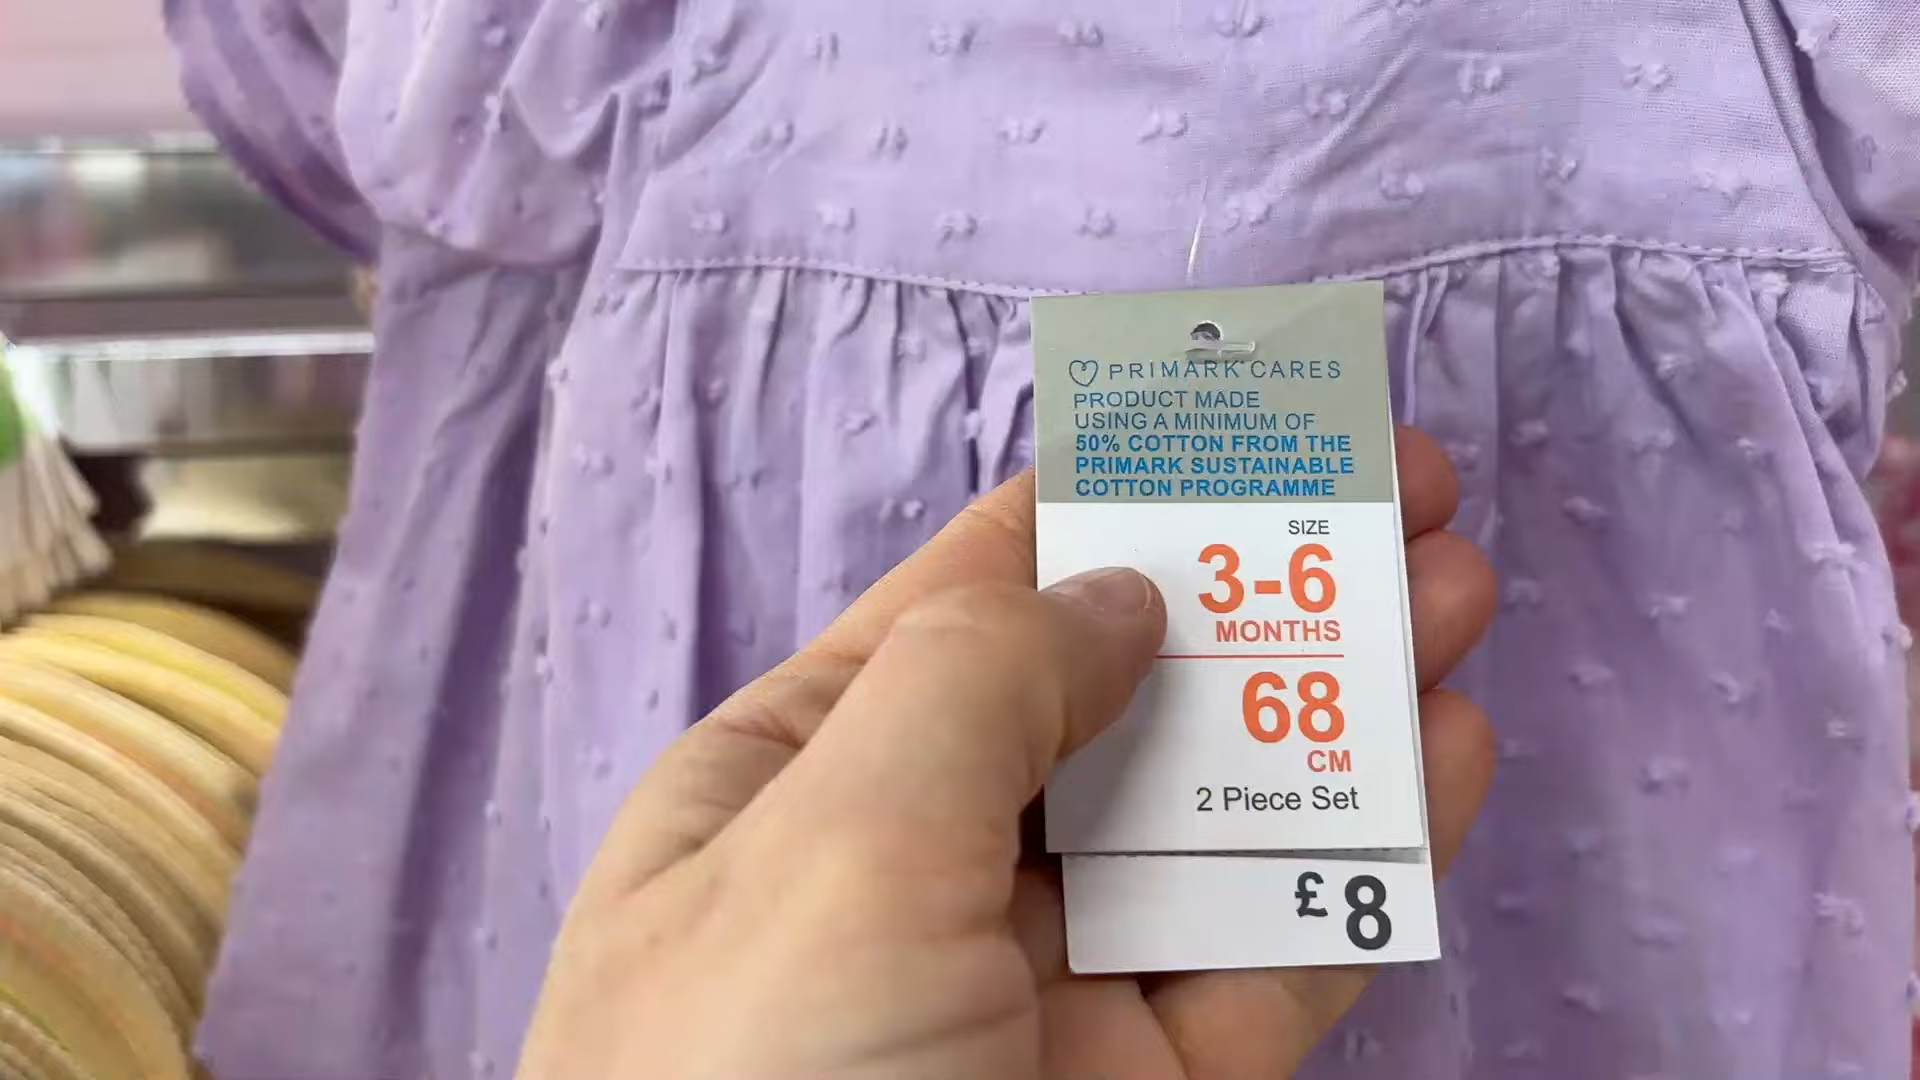 PRIMARK® CARES
PRODUCT MADE
USING A MINIMUM OF
50% COTTON FROM THE
PRIMARK SUSTAINABLE
COTTON PROGRAMME
SIZE
3-6
MONTHS
68
CM
2 Piece Set
£8